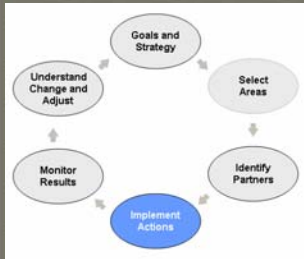 Goals and
Strategy
Select
Areas
Identify
Partners
Implement
Actions
Monitor
Results
Understand
Change and
Adjust